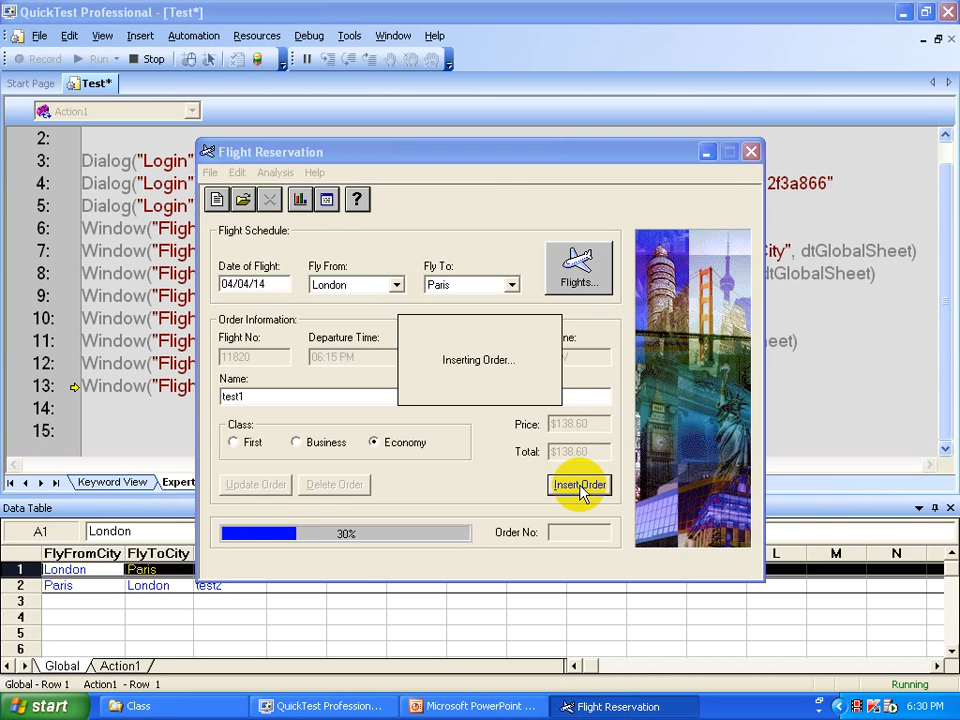 QuickTest Professional - [Test*]
File Edit View Insert Automation Resources Debug Tools Window Help
Record Run Stop
Start Page Test*
Action1
2:
3: Dialog("Login"
4: Dialog("Login" 2f3a866"
5: Dialog("Login"
6: Window("Fligh
7: Window("Fligh City", dtGlobalSheet)
8: Window("Fligh dtGlobalSheet)
9: Window("Fligh
10: Window("Fligh
11: Window("Fligh heet)
12: Window("Fligh
13: Window("Fligh
14:
15:
Keyword View Expert
Flight Reservation
File Edit Analysis Help
?
Flight Schedule:
Date of Flight: Fly From: Fly To:
04/04/14 London Paris
Flights...
Order Information:
Flight No: Departure Time: me:
11820 06:15 PM
Inserting Order...
Name:
test1
Class:
First Business Economy
Price: $138.60
Total: $138.60
Update Order Delete Order Insert Order
30% Order No:
Data Table
A1 London
FlyFromCity FlyToCity L M N
1 London Paris
2 Paris London test2
3
4
5
6
Global Action1
Global - Row 1 Action1 - Row 1 Running
start Class QuickTest Profession... Microsoft PowerPoint ... Flight Reservation 6:30 PM